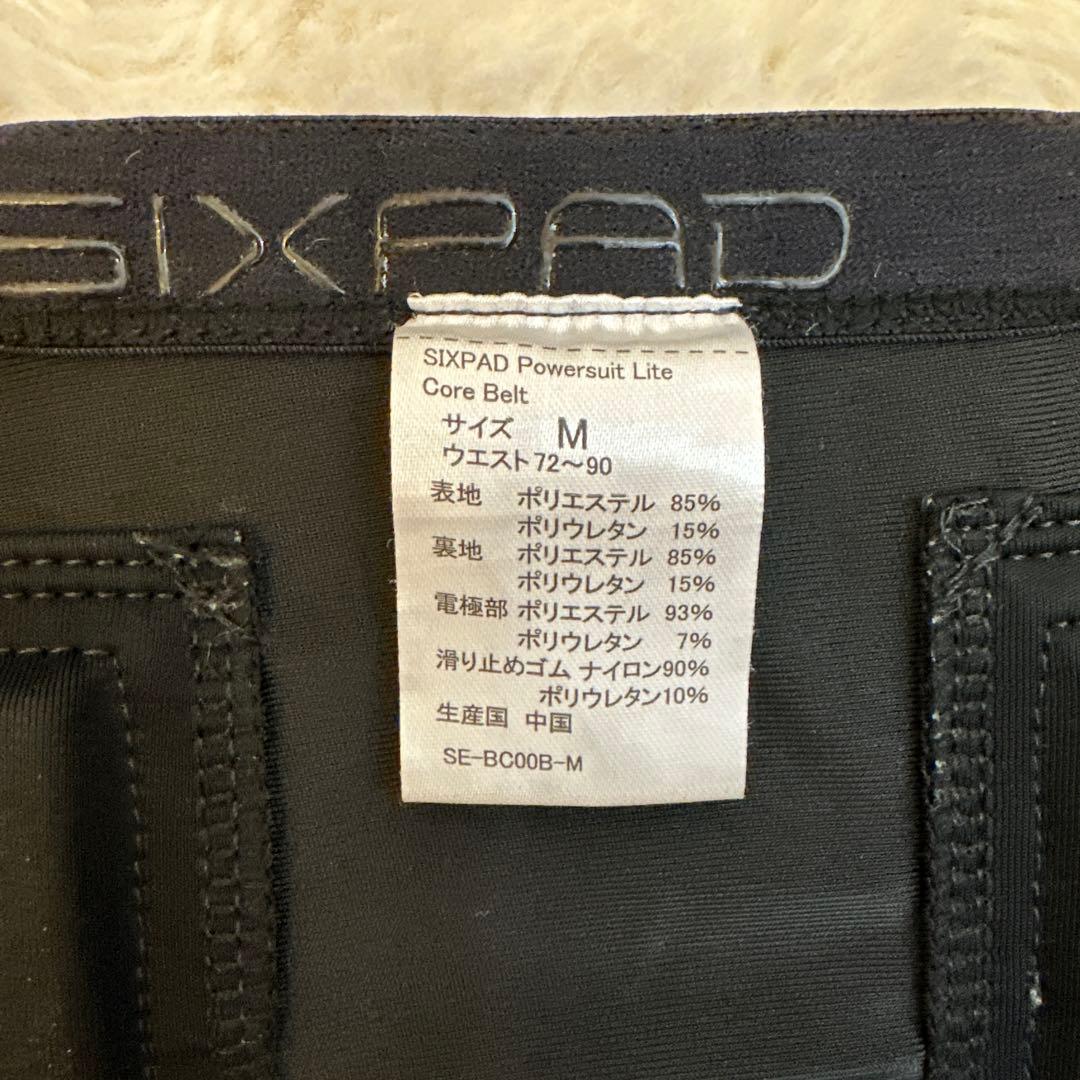 SIXPAD
SIXPAD Powersuit Lite
Core Belt
サイズ M
ウエスト72～90
表地 ポリエステル 85%
ポリウレタン 15%
裏地 ポリエステル 85%
ポリウレタン 15%
電極部 ポリエステル 93%
ポリウレタン 7%
滑り止めゴム ナイロン90%
ポリウレタン10%
生産国 中国
SE-BC00B-M